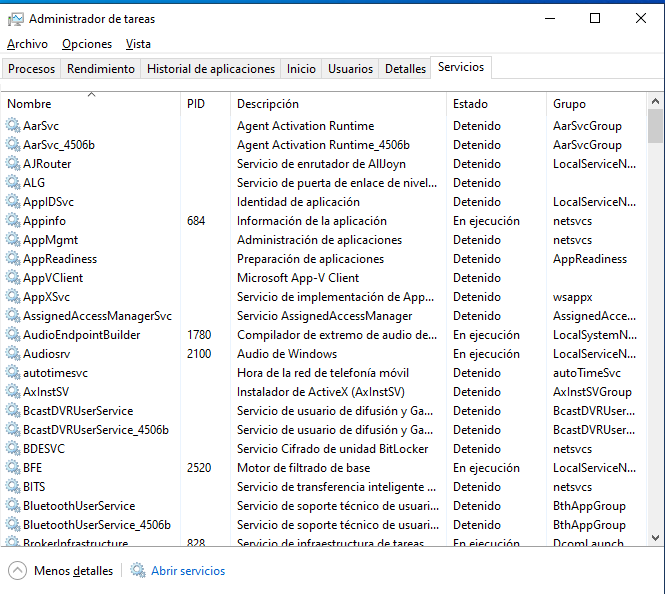 Administrador de tareas
Archivo Opciones Vista
Procesos Rendimiento Historial de aplicaciones Inicio Usuarios Detalles Servicios
Nombre PID Descripción Estado Grupo
AarSvc Agent Activation Runtime Detenido AarSvcGroup
AarSvc_4506b Agent Activation Runtime_4506b Detenido AarSvcGroup
AJRouter Servicio de enrutador de AllJoyn Detenido LocalServiceN...
ALG Servicio de puerta de enlace de nivel... Detenido
AppIDSvc Identidad de aplicación Detenido LocalServiceN...
Appinfo 684 Información de la aplicación En ejecución netsvcs
AppMgmt Administración de aplicaciones Detenido netsvcs
AppReadiness Preparación de aplicaciones Detenido AppReadiness
AppVClient Microsoft App-V Client Detenido
AppXSvc Servicio de implementación de App... Detenido wsappx
AssignedAccessManagerSvc Servicio AssignedAccessManager Detenido AssignedAcce...
AudioEndpointBuilder 1780 Compilador de extremo de audio de... En ejecución LocalSystemN...
Audiosrv 2100 Audio de Windows En ejecución LocalServiceN...
autotimesvc Hora de la red de telefonía móvil Detenido autoTimeSvc
AxInstSV Instalador de ActiveX (AxInstSV) Detenido AxInstSVGroup
BcastDVRUserService Servicio de usuario de difusión y Ga... Detenido BcastDVRUser...
BcastDVRUserService_4506b Servicio de usuario de difusión y Ga... Detenido BcastDVRUser...
BDESVC Servicio Cifrado de unidad BitLocker Detenido netsvcs
BFE 2520 Motor de filtrado de base En ejecución LocalServiceN...
BITS Servicio de transferencia inteligente ... Detenido netsvcs
BluetoothUserService Servicio de soporte técnico de usuari... Detenido BthAppGroup
BluetoothUserService_4506b Servicio de soporte técnico de usuari... Detenido BthAppGroup
BrokerInfrastructure 828 Servicio de infraestructura de tareas En ejecución DcomLaunch
Menos detalles Abrir servicios